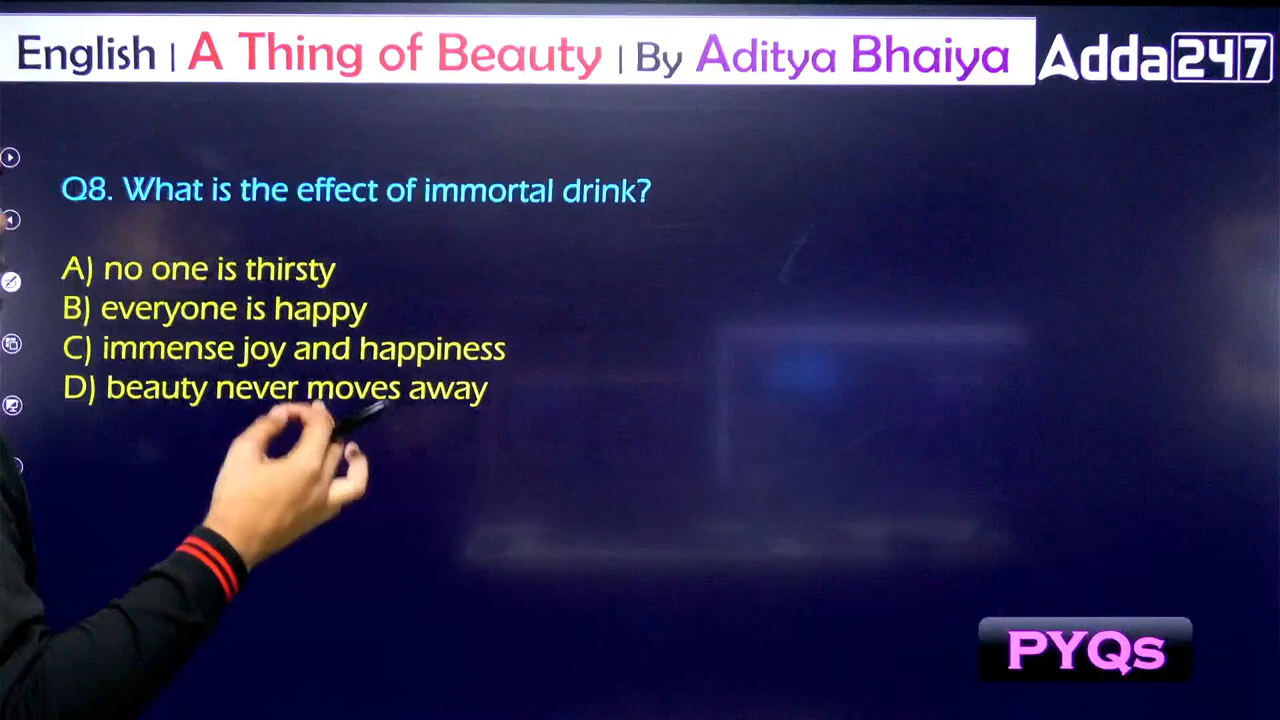 English | A Thing of Beauty | By Aditya Bhaiya
Adda247
Q8. What is the effect of immortal drink?
A) no one is thirsty
B) everyone is happy
C) immense joy and happiness
D) beauty never moves away
PYQs